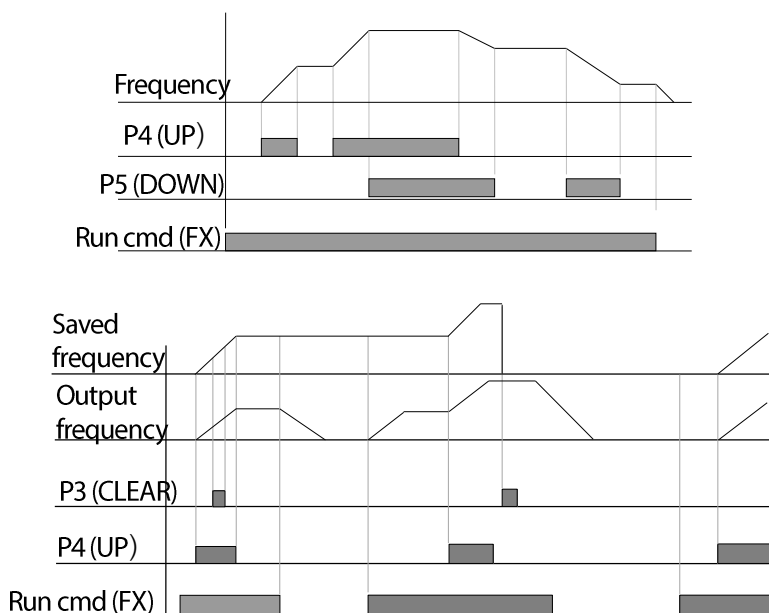 Frequency
P4 (UP)
P5 (DOWN)
Run cmd (FX)
Saved
frequency
Output
frequency
P3 (CLEAR)
P4 (UP)
Run cmd (FX)